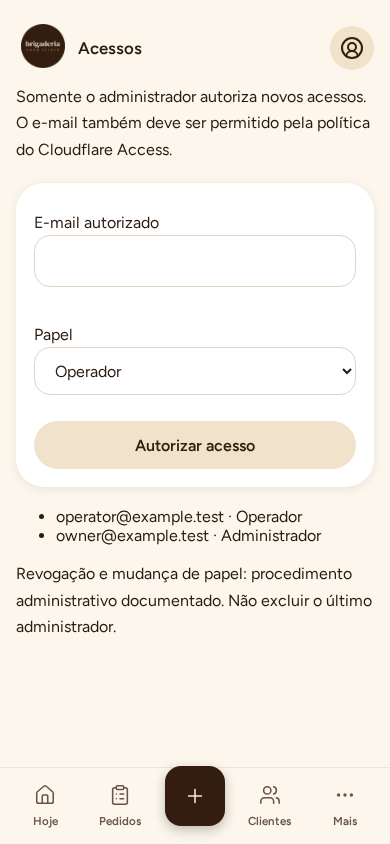 brigaderia
Acessos
Somente o administrador autoriza novos acessos.
O e-mail também deve ser permitido pela política
do Cloudflare Access.
E-mail autorizado
Papel
Operador
Autorizar acesso
• operator@example.test · Operador
• owner@example.test · Administrador
Revogação e mudança de papel: procedimento
administrativo documentado. Não excluir o último
administrador.
Hoje
Pedidos
Clientes
Mais